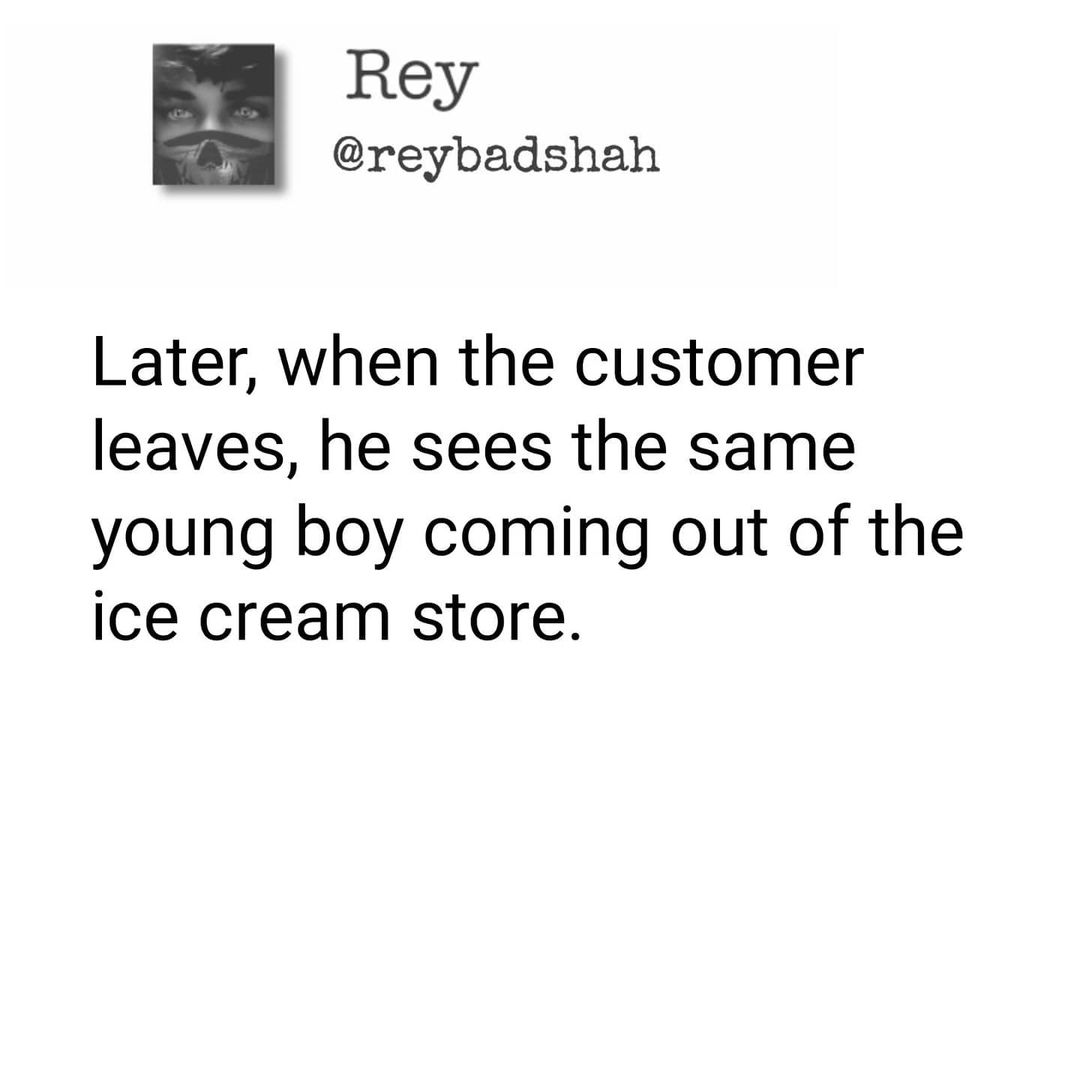 Rey
@reybadshah
Later, when the customer
leaves, he sees the same
young boy coming out of the
ice cream store.